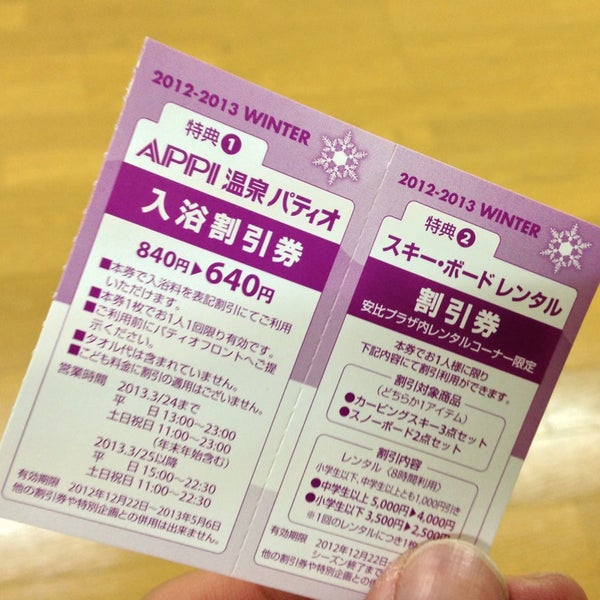 2012-2013 WINTER
特典1
APPI 温泉パティオ
入浴割引券
840円▶640円
■本券で入浴料を表記割引にてご利用
いただけます。
■本券1枚でお1人1回限り有効です。
■ご利用前にパティオフロントへご提
示ください。
■タオル代は含まれていません。
■こども料金に割引の適用はございません。
営業時間
2013.3/24まで
平 日13:00~23:00
土日祝日11:00~23:00
(年末年始含む)
2013.3/25以降
平 日15:00~22:30
土日祝日11:00~22:30
有効期限 2012年12月22日~2013年5月6日
他の割引券や特別企画との併用は出来ません。
2012-2013 WINTER
特典2
スキー・ボードレンタル
割引券
安比プラザ内レンタルコーナー限定
本券でお1人様に限り
下記内容にて割引利用ができます。
割引対象商品
(どちらか1アイテム)
●カービングスキー3点セット
●スノーボード2点セット
割引内容
レンタル〈8時間利用〉
小学生以下、中学生以上とも1,000円引き
●中学生以上 5,000円▶4,000円
●小学生以下 3,500円▶2,500円
※1回のレンタルにつき1枚
有効期限 2012年12月22日~
シーズン終了まで
他の割引券や特別企画との併